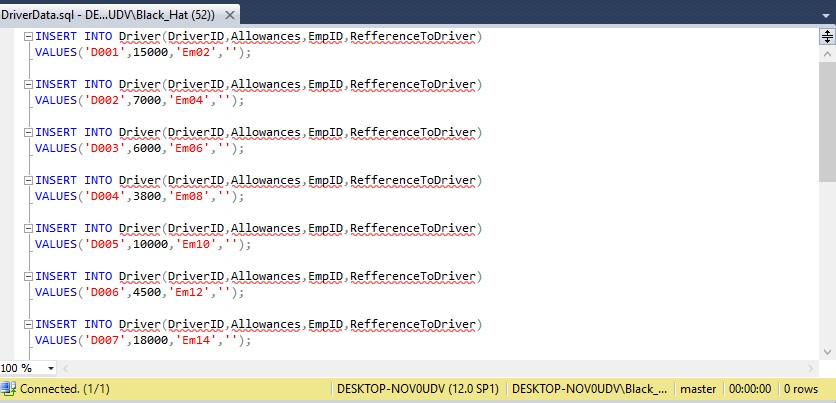 DriverData.sql - DE...UDV\Black_Hat (52))
INSERT INTO Driver(DriverID,Allowances,EmpID,RefferenceToDriver)
VALUES('D001',15000,'Em02','');
INSERT INTO Driver(DriverID,Allowances,EmpID,RefferenceToDriver)
VALUES('D002',7000,'Em04','');
INSERT INTO Driver(DriverID,Allowances,EmpID,RefferenceToDriver)
VALUES('D003',6000,'Em06','');
INSERT INTO Driver(DriverID,Allowances,EmpID,RefferenceToDriver)
VALUES('D004',3800,'Em08','');
INSERT INTO Driver(DriverID,Allowances,EmpID,RefferenceToDriver)
VALUES('D005',10000,'Em10','');
INSERT INTO Driver(DriverID,Allowances,EmpID,RefferenceToDriver)
VALUES('D006',4500,'Em12','');
INSERT INTO Driver(DriverID,Allowances,EmpID,RefferenceToDriver)
VALUES('D007',18000,'Em14','');
100 %
Connected. (1/1) DESKTOP-NOV0UDV (12.0 SP1) DESKTOP-NOV0UDV\Black_... master 00:00:00 0 rows